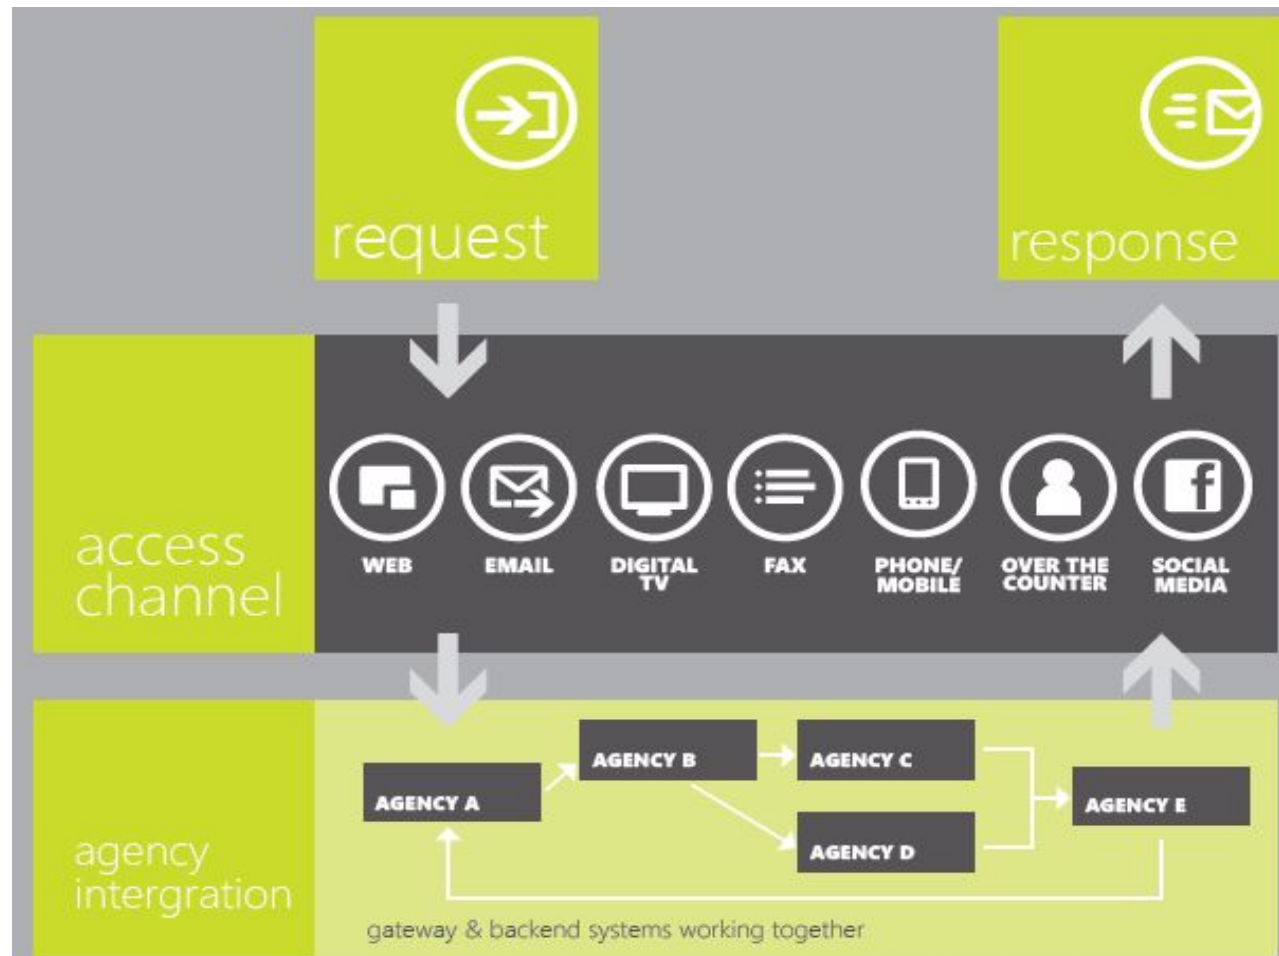 request
response
access
channel
WEB
EMAIL
DIGITAL
TV
FAX
PHONE/
MOBILE
OVER THE
COUNTER
SOCIAL
MEDIA
agency
intergration
AGENCY A
AGENCY B
AGENCY C
AGENCY D
AGENCY E
gateway & backend systems working together